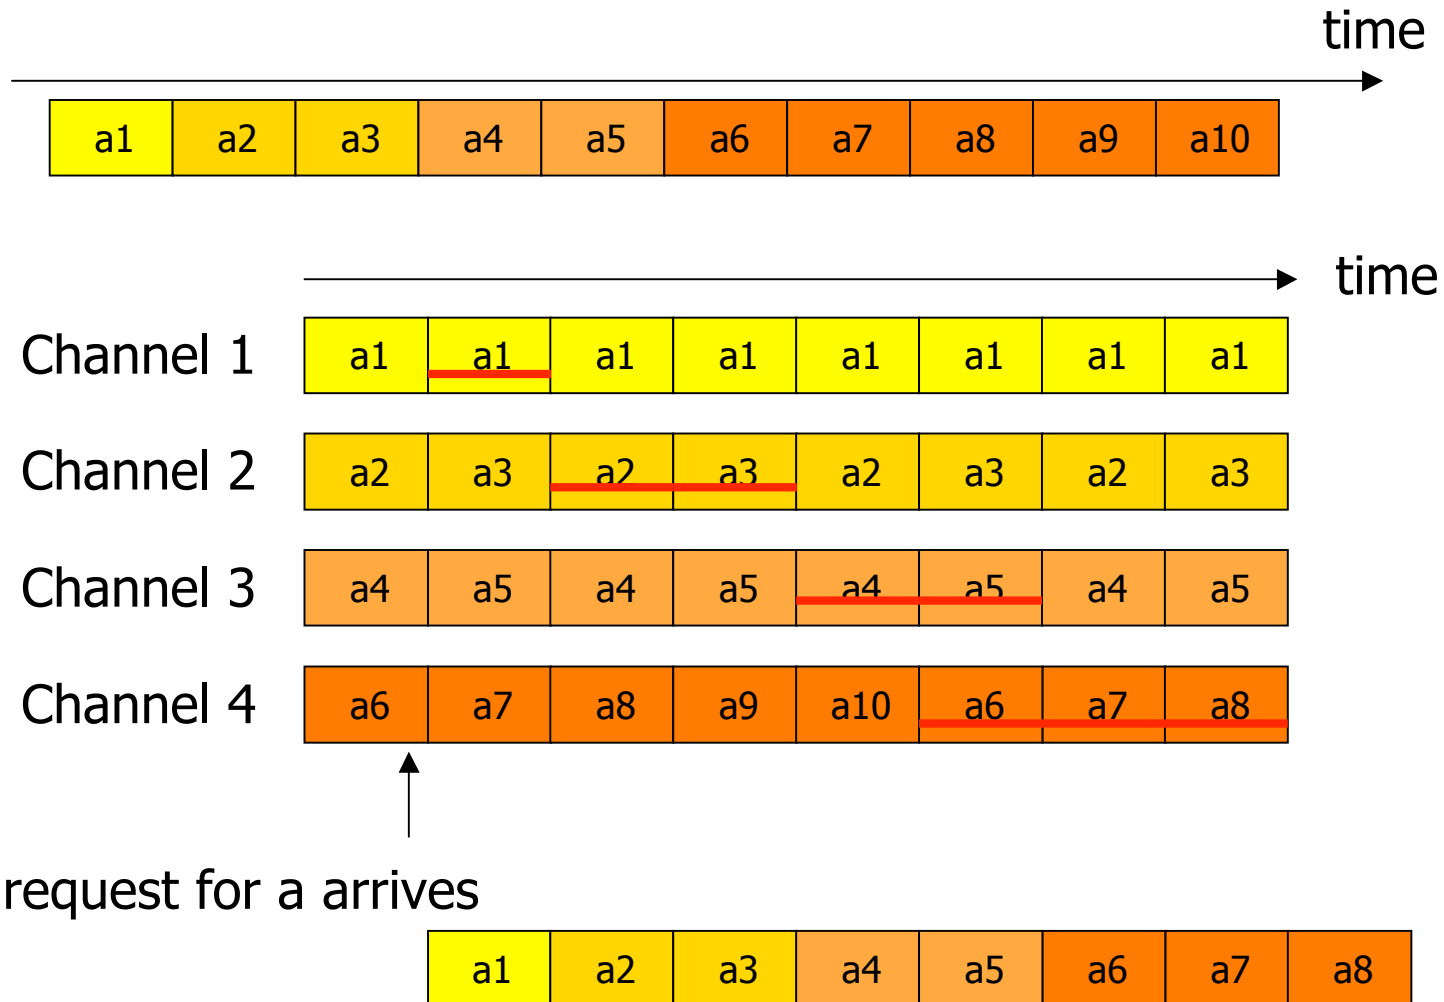 time
a1 a2 a3 a4 a5 a6 a7 a8 a9 a10
time
Channel 1 a1 a1 a1 a1 a1 a1 a1 a1
Channel 2 a2 a3 a2 a3 a2 a3 a2 a3
Channel 3 a4 a5 a4 a5 a4 a5 a4 a5
Channel 4 a6 a7 a8 a9 a10 a6 a7 a8
request for a arrives
a1 a2 a3 a4 a5 a6 a7 a8